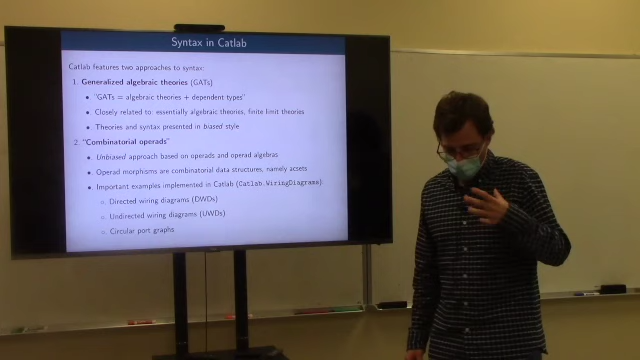 Syntax in Catlab
Catlab features two approaches to syntax:
1. Generalized algebraic theories (GATs)
• "GATs = algebraic theories + dependent types"
• Closely related to: essentially algebraic theories, finite limit theories
• Theories and syntax presented in biased style
2. "Combinatorial operads"
• Unbiased approach based on operads and operad algebras
• Operad morphisms are combinatorial data structures, namely acsets
• Important examples implemented in Catlab (Catlab.WiringDiagrams):
○ Directed wiring diagrams (DWDs)
○ Undirected wiring diagrams (UWDs)
○ Circular port graphs